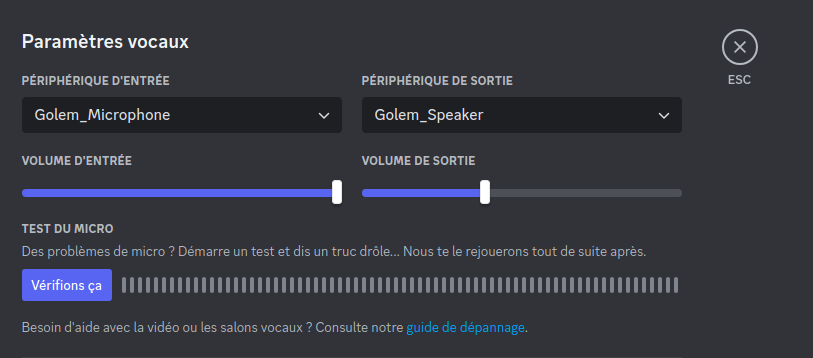 Paramètres vocaux
ESC
PÉRIPHÉRIQUE D'ENTRÉE
PÉRIPHÉRIQUE DE SORTIE
Golem_Microphone
Golem_Speaker
VOLUME D'ENTRÉE
VOLUME DE SORTIE
TEST DU MICRO
Des problèmes de micro ? Démarre un test et dis un truc drôle... Nous te le rejouerons tout de suite après.
Vérifions ça
Besoin d'aide avec la vidéo ou les salons vocaux ? Consulte notre guide de dépannage.